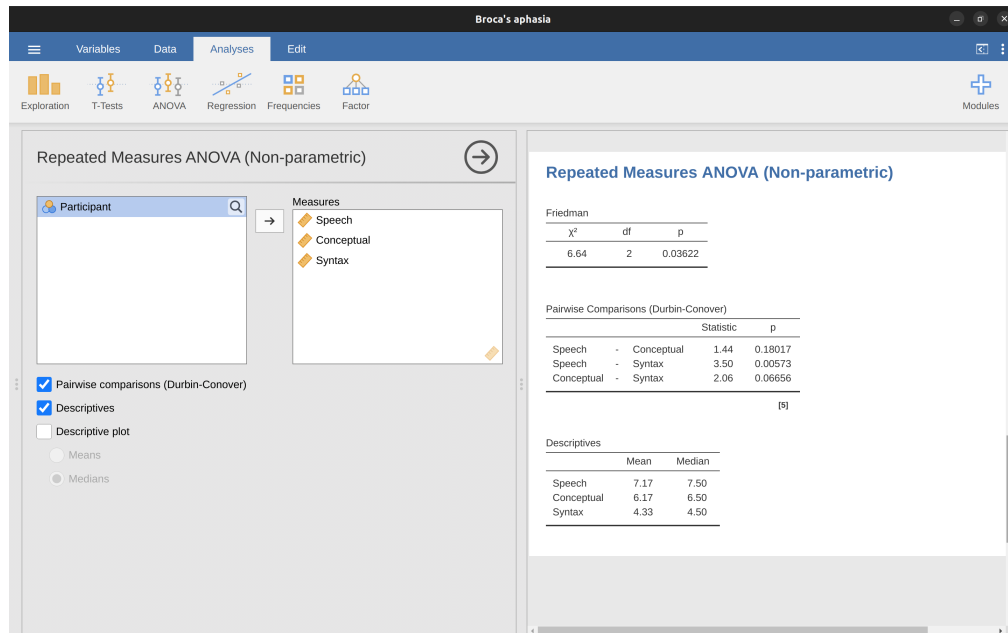 Broca's aphasia
Variables Data Analyses Edit
Exploration T-Tests ANOVA Regression Frequencies Factor Modules
Repeated Measures ANOVA (Non-parametric)
Participant
Measures
Speech
Conceptual
Syntax
Pairwise comparisons (Durbin-Conover)
Descriptives
Descriptive plot
Means
Medians
Repeated Measures ANOVA (Non-parametric)
Friedman
χ² df p
6.64 2 0.03622
Pairwise Comparisons (Durbin-Conover)
Statistic p
Speech - Conceptual 1.44 0.18017
Speech - Syntax 3.50 0.00573
Conceptual - Syntax 2.06 0.06656
[5]
Descriptives
Mean Median
Speech 7.17 7.50
Conceptual 6.17 6.50
Syntax 4.33 4.50